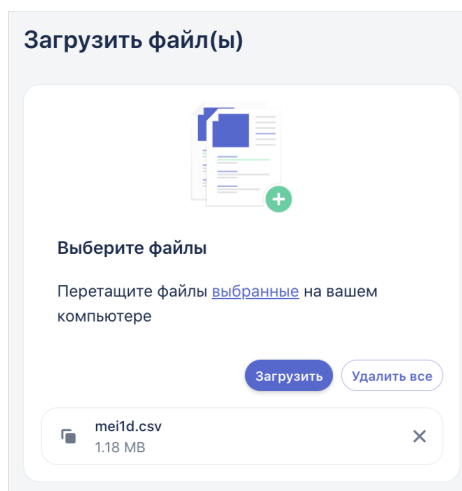 Загрузить файл(ы)
Выберите файлы
Перетащите файлы выбранные на вашем
компьютере
Загрузить
Удалить все
mei1d.csv
1.18 MB